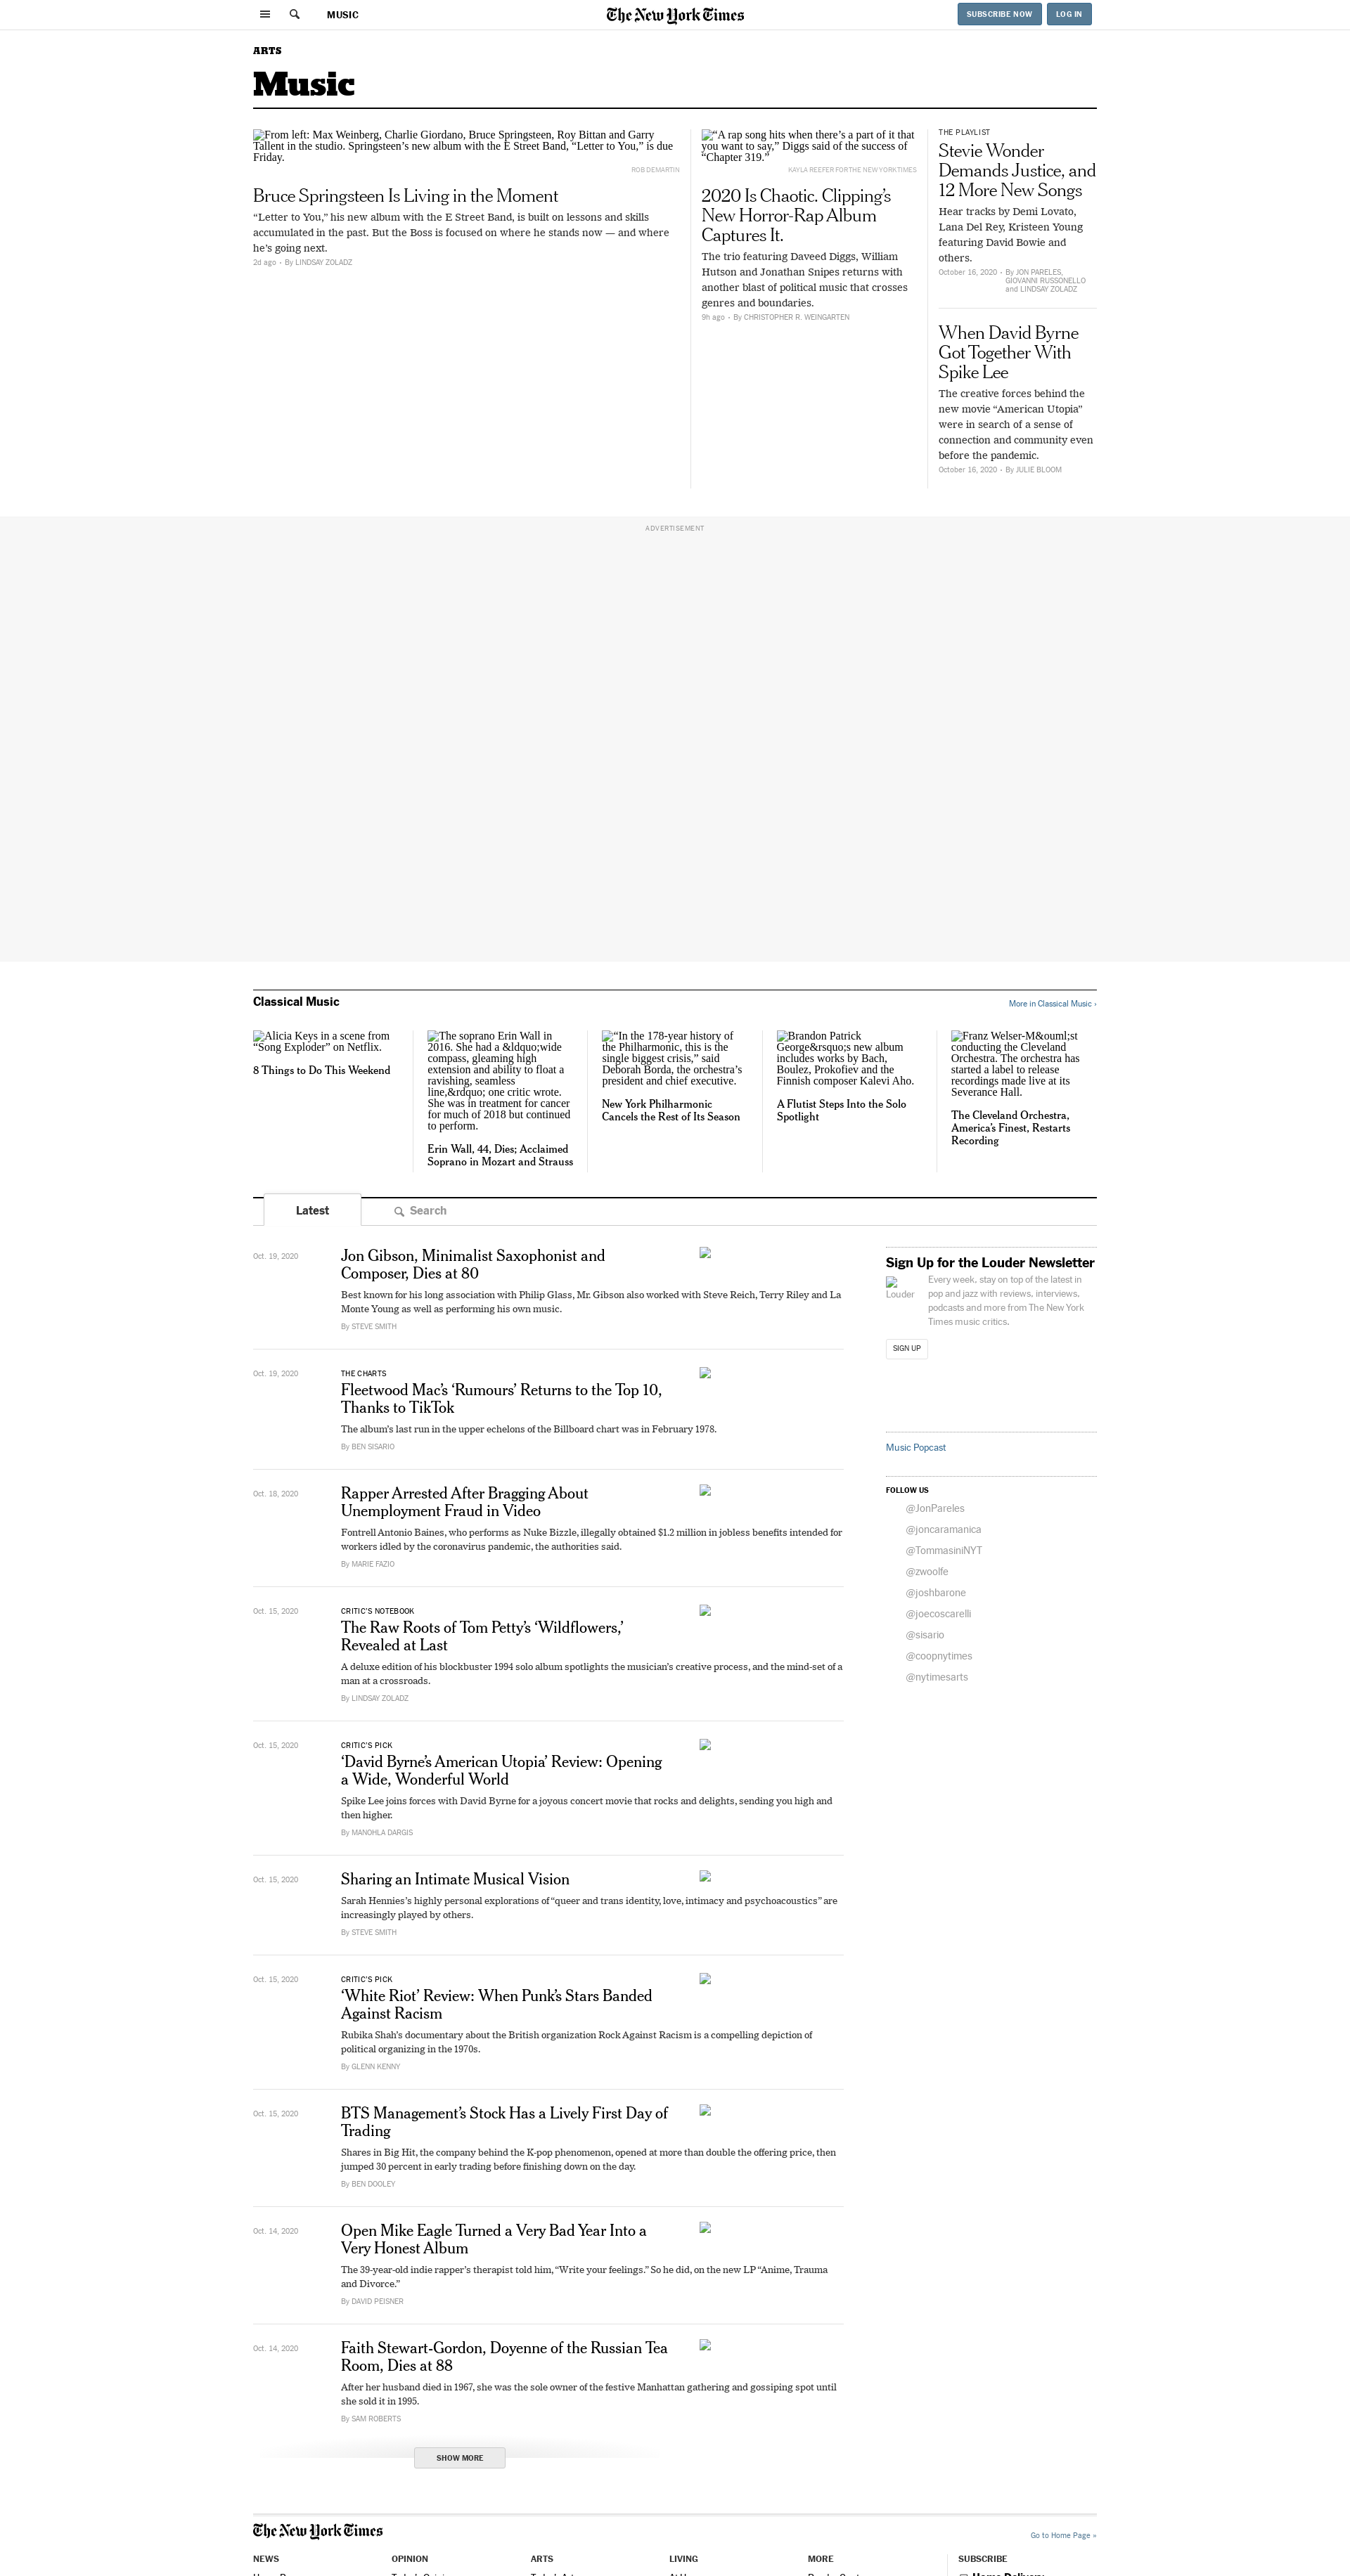 MUSIC
The New York Times
SUBSCRIBE NOW
LOG IN
ARTS
Music
From left: Max Weinberg, Charlie Giordano, Bruce Springsteen, Roy Bittan and Garry
Tallent in the studio. Springsteen’s new album with the E Street Band, “Letter to You,” is due
Friday.
ROB DEMARTIN
Bruce Springsteen Is Living in the Moment
“Letter to You,” his new album with the E Street Band, is built on lessons and skills
accumulated in the past. But the Boss is focused on where he stands now — and where
he’s going next.
2d ago · By LINDSAY ZOLADZ
“A rap song hits when there’s a part of it that
you want to say,” Diggs said of the success of
“Chapter 319.”
KAYLA REEFER FOR THE NEW YORK TIMES
2020 Is Chaotic. Clipping’s
New Horror-Rap Album
Captures It.
The trio featuring Daveed Diggs, William
Hutson and Jonathan Snipes returns with
another blast of political music that crosses
genres and boundaries.
9h ago · By CHRISTOPHER R. WEINGARTEN
THE PLAYLIST
Stevie Wonder
Demands Justice, and
12 More New Songs
Hear tracks by Demi Lovato,
Lana Del Rey, Kristeen Young
featuring David Bowie and
others.
October 16, 2020 · By JON PARELES,
GIOVANNI RUSSONELLO
and LINDSAY ZOLADZ
When David Byrne
Got Together With
Spike Lee
The creative forces behind the
new movie “American Utopia”
were in search of a sense of
connection and community even
before the pandemic.
October 16, 2020 · By JULIE BLOOM
ADVERTISEMENT
Classical Music
More in Classical Music ›
Alicia Keys in a scene from
“Song Exploder” on Netflix.
8 Things to Do This Weekend
The soprano Erin Wall in
2016. She had a &ldquo;wide
compass, gleaming high
extension and ability to float a
ravishing, seamless
line,&rdquo; one critic wrote.
She was in treatment for cancer
for much of 2018 but continued
to perform.
Erin Wall, 44, Dies; Acclaimed
Soprano in Mozart and Strauss
“In the 178-year history of
the Philharmonic, this is the
single biggest crisis,” said
Deborah Borda, the orchestra’s
president and chief executive.
New York Philharmonic
Cancels the Rest of Its Season
Brandon Patrick
George&rsquo;s new album
includes works by Bach,
Boulez, Prokofiev and the
Finnish composer Kalevi Aho.
A Flutist Steps Into the Solo
Spotlight
Franz Welser-M&ouml;st
conducting the Cleveland
Orchestra. The orchestra has
started a label to release
recordings made live at its
Severance Hall.
The Cleveland Orchestra,
America’s Finest, Restarts
Recording
Latest
Search
Oct. 19, 2020
Jon Gibson, Minimalist Saxophonist and
Composer, Dies at 80
Best known for his long association with Philip Glass, Mr. Gibson also worked with Steve Reich, Terry Riley and La
Monte Young as well as performing his own music.
By STEVE SMITH
Oct. 19, 2020
THE CHARTS
Fleetwood Mac’s ‘Rumours’ Returns to the Top 10,
Thanks to TikTok
The album’s last run in the upper echelons of the Billboard chart was in February 1978.
By BEN SISARIO
Oct. 18, 2020
Rapper Arrested After Bragging About
Unemployment Fraud in Video
Fontrell Antonio Baines, who performs as Nuke Bizzle, illegally obtained $1.2 million in jobless benefits intended for
workers idled by the coronavirus pandemic, the authorities said.
By MARIE FAZIO
Oct. 15, 2020
CRITIC’S NOTEBOOK
The Raw Roots of Tom Petty’s ‘Wildflowers,’
Revealed at Last
A deluxe edition of his blockbuster 1994 solo album spotlights the musician’s creative process, and the mind-set of a
man at a crossroads.
By LINDSAY ZOLADZ
Oct. 15, 2020
CRITIC’S PICK
‘David Byrne’s American Utopia’ Review: Opening
a Wide, Wonderful World
Spike Lee joins forces with David Byrne for a joyous concert movie that rocks and delights, sending you high and
then higher.
By MANOHLA DARGIS
Oct. 15, 2020
Sharing an Intimate Musical Vision
Sarah Hennies’s highly personal explorations of “queer and trans identity, love, intimacy and psychoacoustics” are
increasingly played by others.
By STEVE SMITH
Oct. 15, 2020
CRITIC’S PICK
‘White Riot’ Review: When Punk’s Stars Banded
Against Racism
Rubika Shah’s documentary about the British organization Rock Against Racism is a compelling depiction of
political organizing in the 1970s.
By GLENN KENNY
Oct. 15, 2020
BTS Management’s Stock Has a Lively First Day of
Trading
Shares in Big Hit, the company behind the K-pop phenomenon, opened at more than double the offering price, then
jumped 30 percent in early trading before finishing down on the day.
By BEN DOOLEY
Oct. 14, 2020
Open Mike Eagle Turned a Very Bad Year Into a
Very Honest Album
The 39-year-old indie rapper’s therapist told him, “Write your feelings.” So he did, on the new LP “Anime, Trauma
and Divorce.”
By DAVID PEISNER
Oct. 14, 2020
Faith Stewart-Gordon, Doyenne of the Russian Tea
Room, Dies at 88
After her husband died in 1967, she was the sole owner of the festive Manhattan gathering and gossiping spot until
she sold it in 1995.
By SAM ROBERTS
SHOW MORE
Sign Up for the Louder Newsletter
Louder
Every week, stay on top of the latest in
pop and jazz with reviews, interviews,
podcasts and more from The New York
Times music critics.
SIGN UP
Music Popcast
FOLLOW US
@JonPareles
@joncaramanica
@TommasiniNYT
@zwoolfe
@joshbarone
@joecoscarelli
@sisario
@coopnytimes
@nytimesarts
The New York Times
Go to Home Page »
NEWS
OPINION
ARTS
LIVING
MORE
SUBSCRIBE